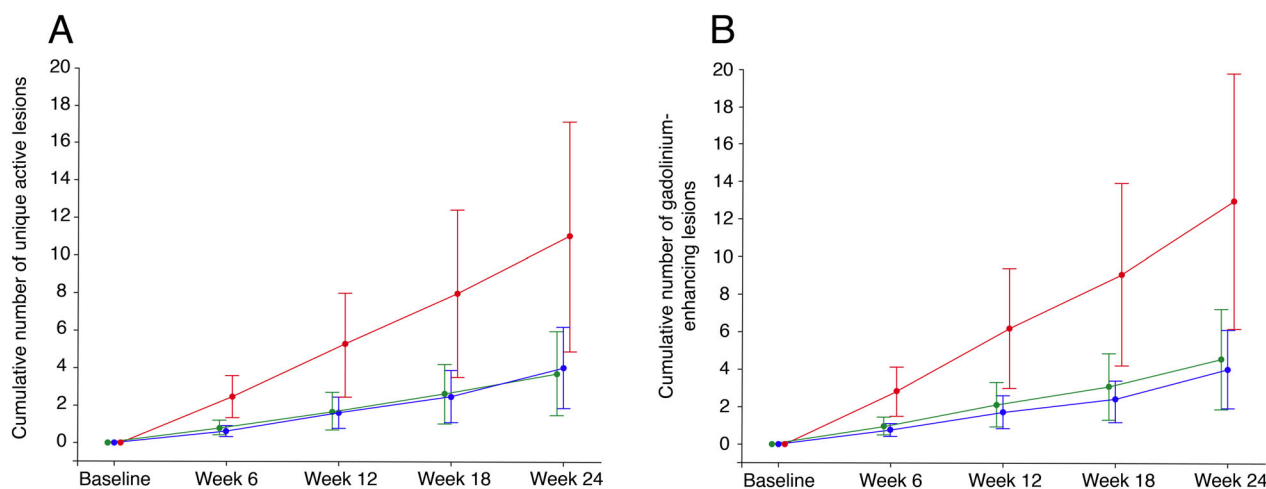 A
Cumulative number of unique active lesions
20
18
16
14
12
10
8
6
4
2
0
Baseline
Week 6
Week 12
Week 18
Week 24
B
Cumulative number of gadolinium-
enhancing lesions
20
18
16
14
12
10
8
6
4
2
0
Baseline
Week 6
Week 12
Week 18
Week 24